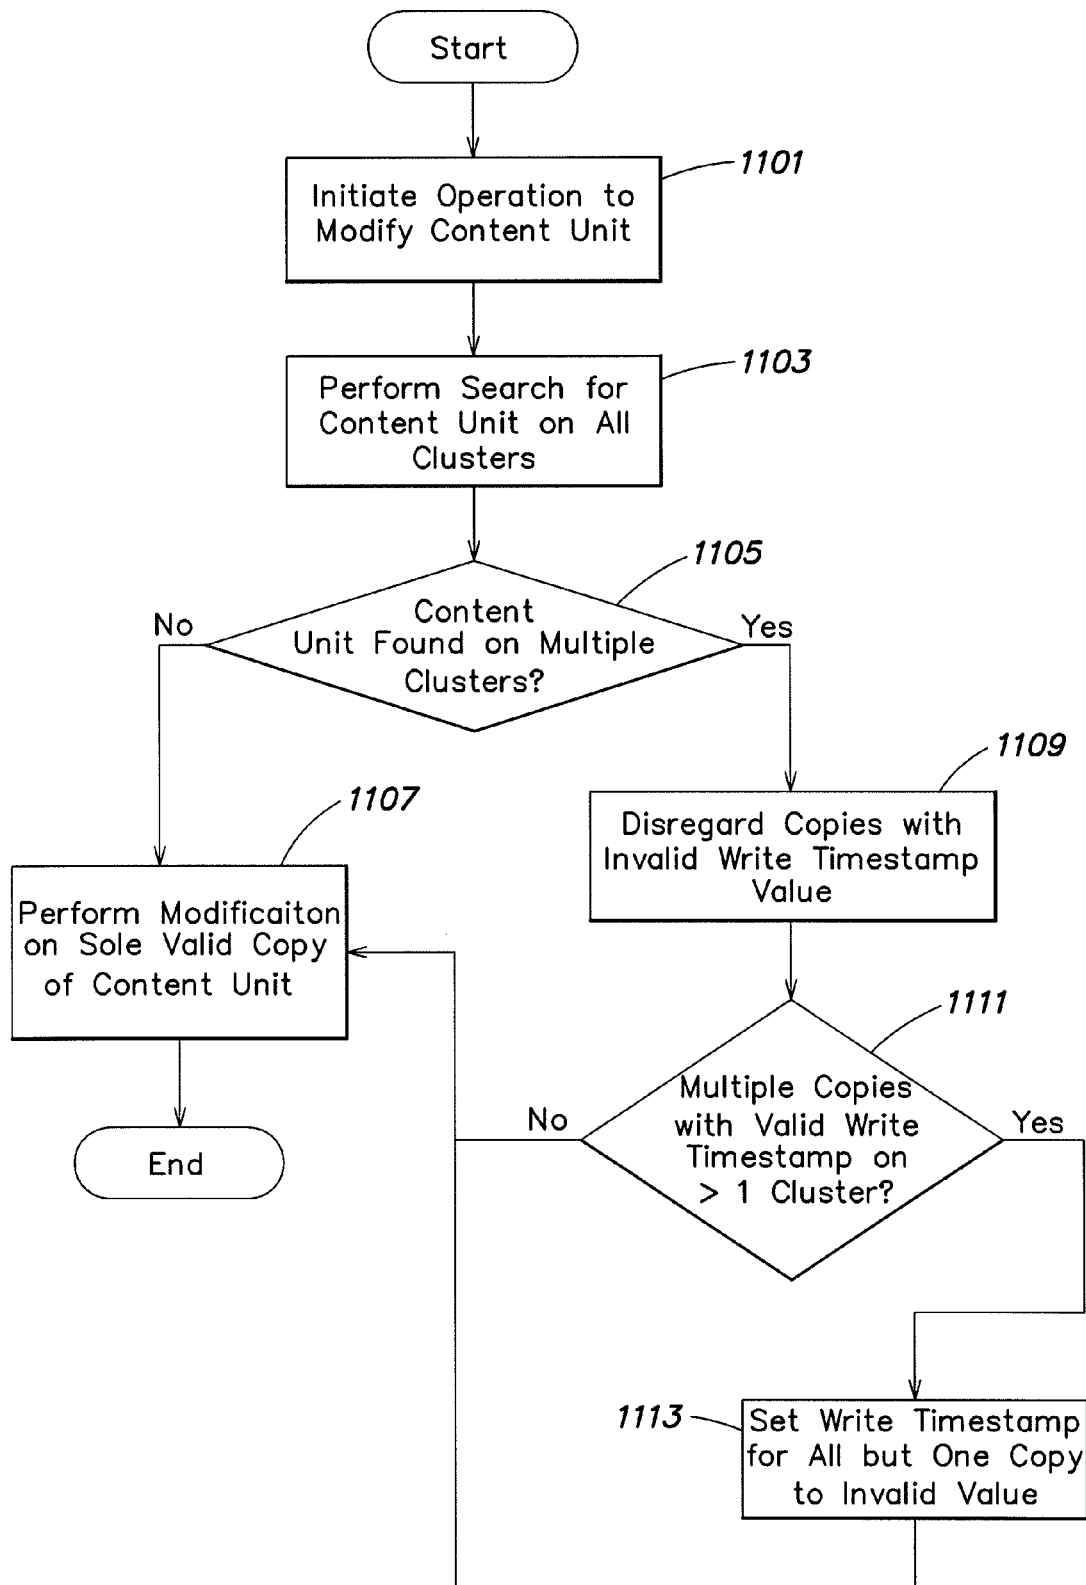 Start
1101
Initiate Operation to
Modify Content Unit
1103
Perform Search for
Content Unit on All
Clusters
1105
Content
Unit Found on Multiple
Clusters?
No
Yes
1109
Disregard Copies with
Invalid Write Timestamp
Value
1107
Perform Modificaiton
on Sole Valid Copy
of Content Unit
End
1111
Multiple Copies
with Valid Write
Timestamp on
> 1 Cluster?
No
Yes
1113
Set Write Timestamp
for All but One Copy
to Invalid Value